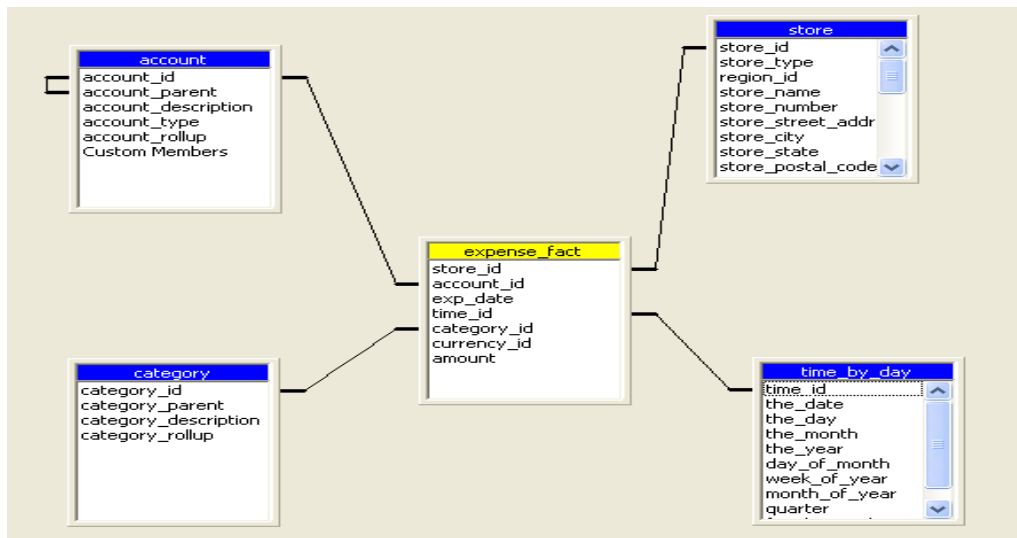 account
account_id
account_parent
account_description
account_type
account_rollup
Custom Members
store
store_id
store_type
region_id
store_name
store_number
store_street_addr
store_city
store_state
store_postal_code
expense_fact
store_id
account_id
exp_date
time_id
category_id
currency_id
amount
category
category_id
category_parent
category_description
category_rollup
time_by_day
time_id
the_date
the_day
the_month
the_year
day_of_month
week_of_year
month_of_year
quarter